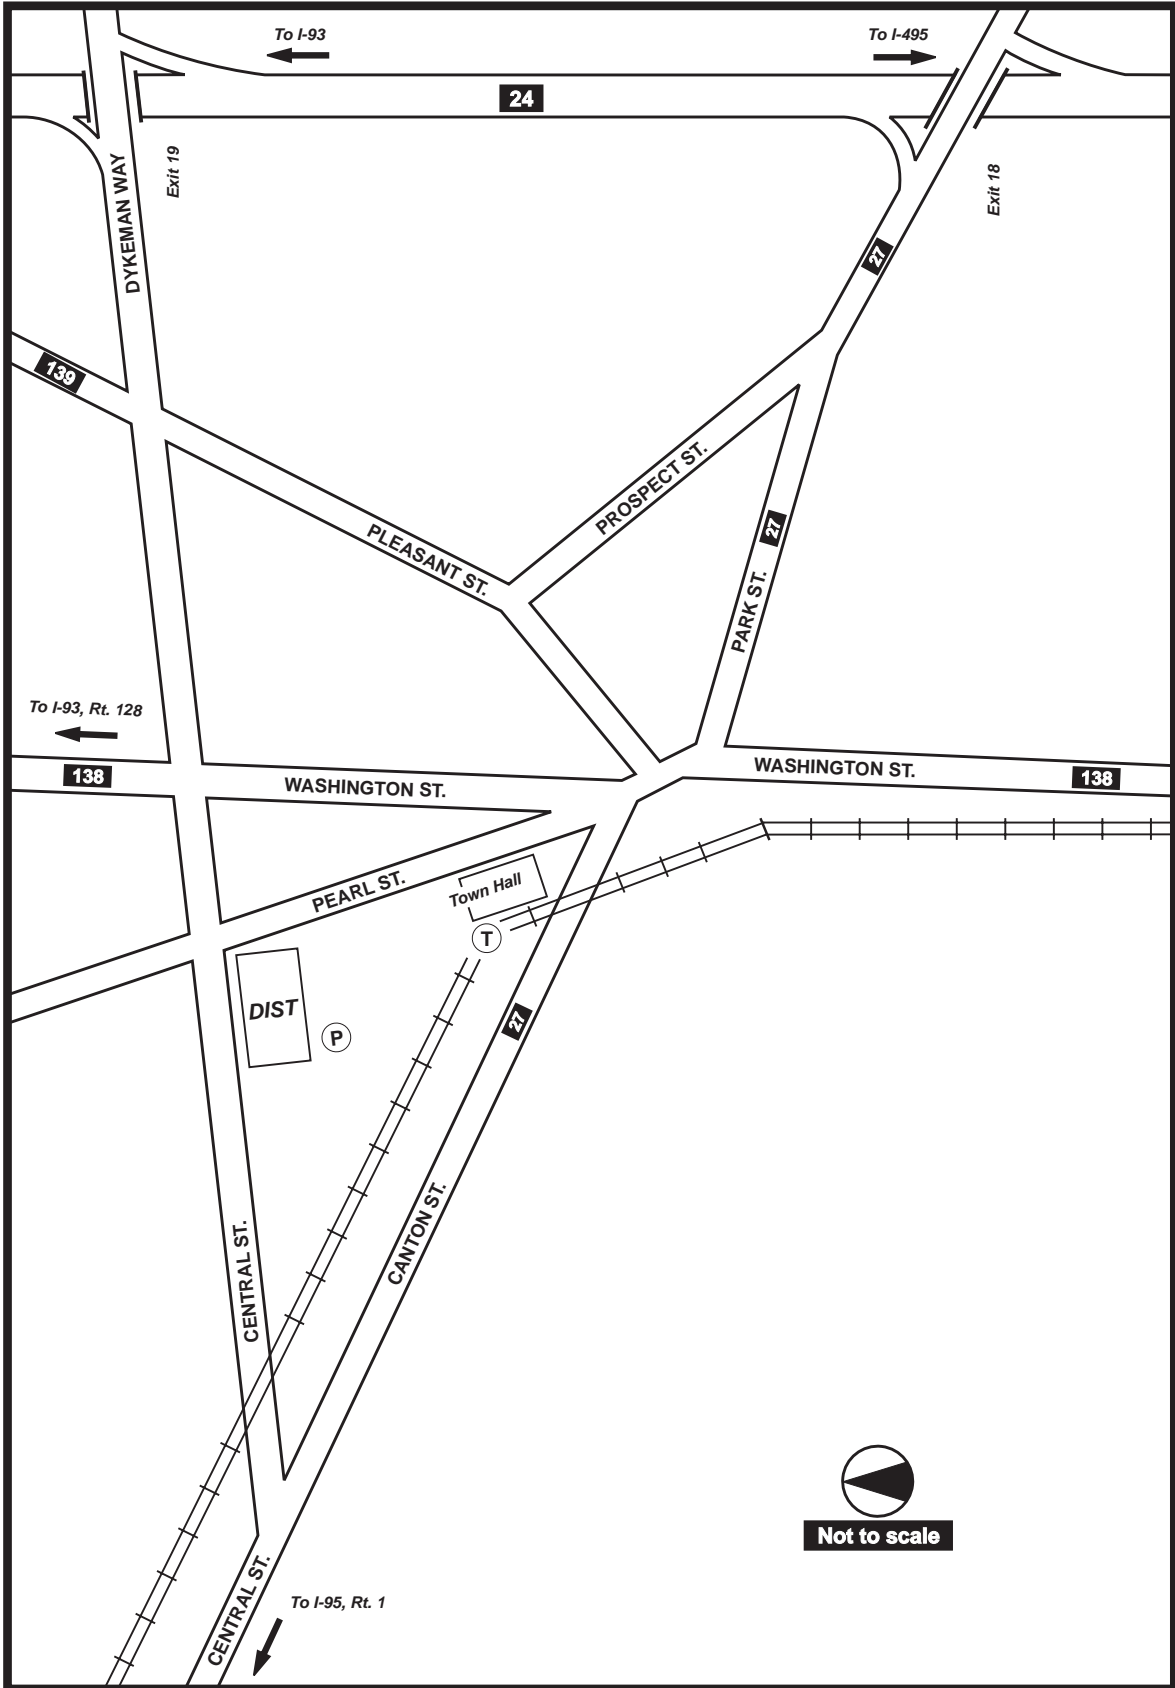 To I-93
To I-495
24
Exit 19
DYKEMAN WAY
Exit 18
27
139
PROSPECT ST.
PLEASANT ST.
27
PARK ST.
To I-93, Rt. 128
138
WASHINGTON ST.
WASHINGTON ST.
138
PEARL ST.
Town Hall
T
DIST
P
27
CANTON ST.
CENTRAL ST.
Not to scale
CENTRAL ST.
To I-95, Rt. 1